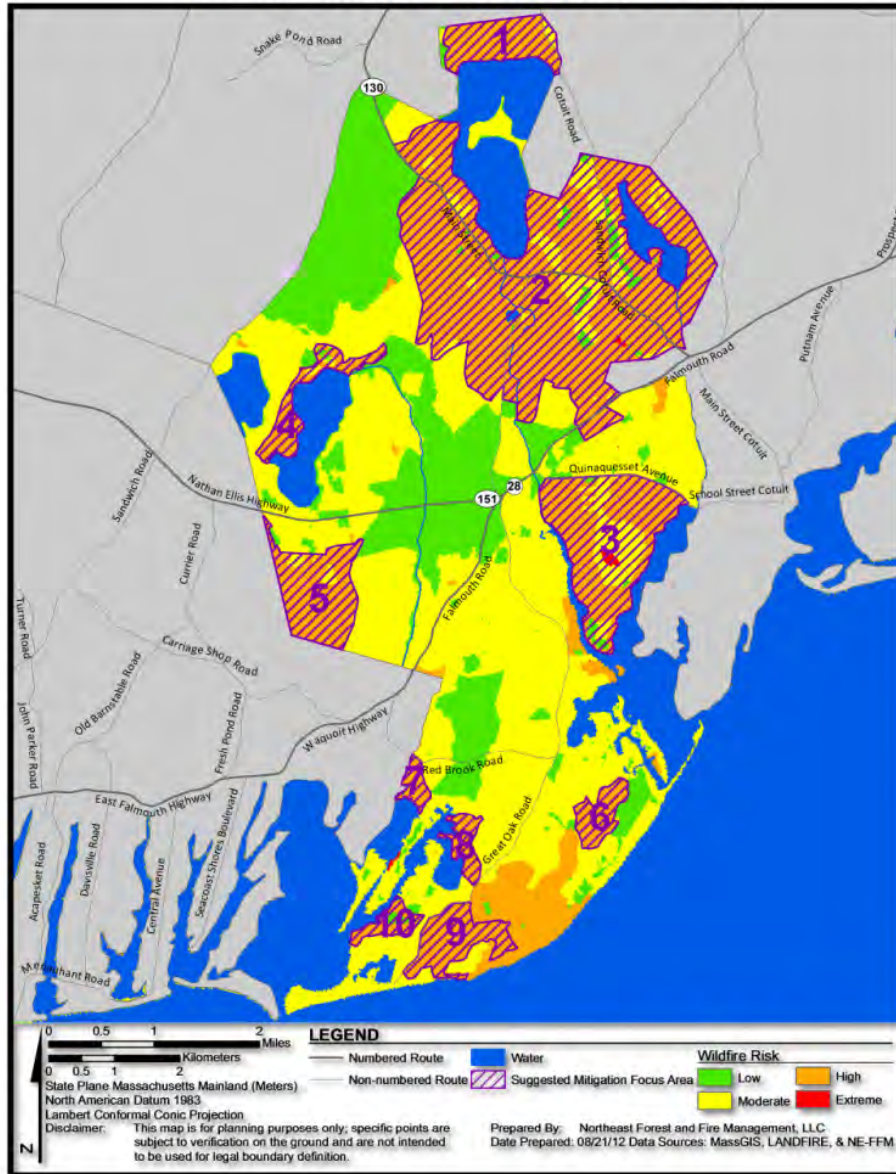 1
Snake Pond Road
130
Cotuit Road
Main Street
Sandwich Cotuit Road
2
Prospe
Putnam Avenue
Falmouth Road
Main Street Cotuit
4
Sandwich Road
Nathan Ellis Highway
Quinaquesset Avenue
28
151
School Street Cotuit
3
Currier Road
5
Falmouth Road
Turner Road
Carriage Shop Road
Old Barnstable Road
John Parker Road
Fresh Pond Road
Waquoit Highway
7
Red Brook Road
East Falmouth Highway
6
8
Great Oak Road
Acapesket Road
Davisville Road
Central Avenue
Seacoast Shores Boulevard
10
9
Menauhant Road
0 0.5 1 2
Miles
Kilometers
0 0.5 1 2
State Plane Massachusetts Mainland (Meters)
North American Datum 1983
Lambert Conformal Conic Projection
N
LEGEND
Numbered Route
Non-numbered Route
Water
Suggested Mitigation Focus Area
Wildfire Risk
Low
High
Moderate
Extreme
Disclaimer: This map is for planning purposes only; specific points are
subject to verification on the ground and are not intended
to be used for legal boundary definition.
Prepared By: Northeast Forest and Fire Management, LLC
Date Prepared: 08/21/12 Data Sources: MassGIS, LANDFIRE, & NE-FFM